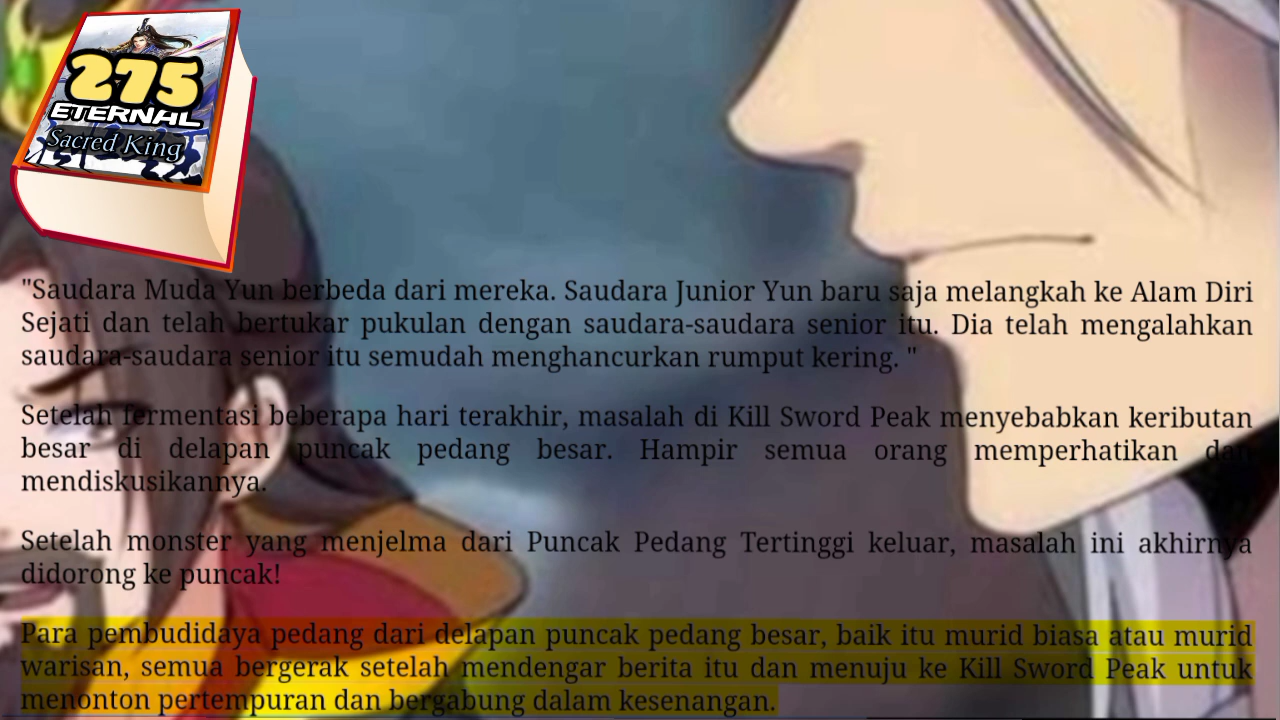 275
ETERNAL
Sacred King
"Saudara Muda Yun berbeda dari mereka. Saudara Junior Yun baru saja melangkah ke Alam Diri
Sejati dan telah bertukar pukulan dengan saudara-saudara senior itu. Dia telah mengalahkan
saudara-saudara senior itu semudah menghancurkan rumput kering. "
Setelah fermentasi beberapa hari terakhir, masalah di Kill Sword Peak menyebabkan keributan
besar di delapan puncak pedang besar. Hampir semua orang memperhatikan dan
mendiskusikannya.
Setelah monster yang menjelma dari Puncak Pedang Tertinggi keluar, masalah ini akhirnya
didorong ke puncak!
Para pembudidaya pedang dari delapan puncak pedang besar, baik itu murid biasa atau murid
warisan, semua bergerak setelah mendengar berita itu dan menuju ke Kill Sword Peak untuk
menonton pertempuran dan bergabung dalam kesenangan.